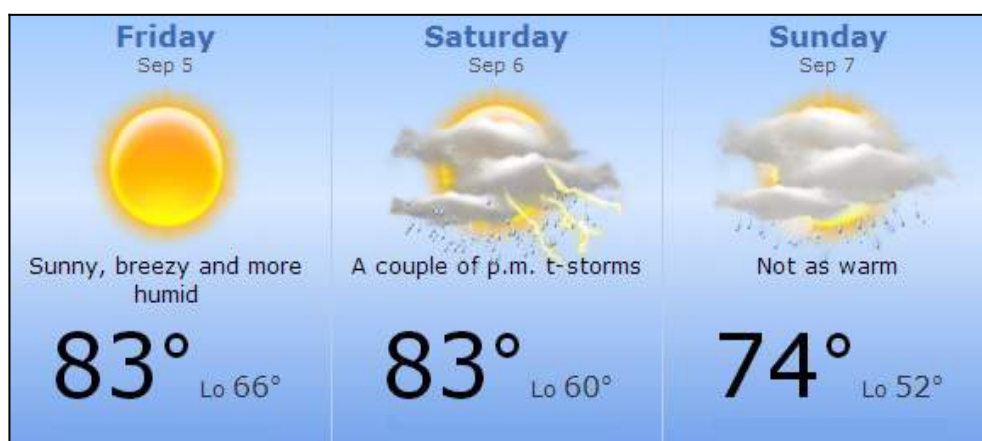 Friday
Sep 5
Sunny, breezy and more
humid
83° Lo 66°
Saturday
Sep 6
A couple of p.m. t-storms
83° Lo 60°
Sunday
Sep 7
Not as warm
74° Lo 52°